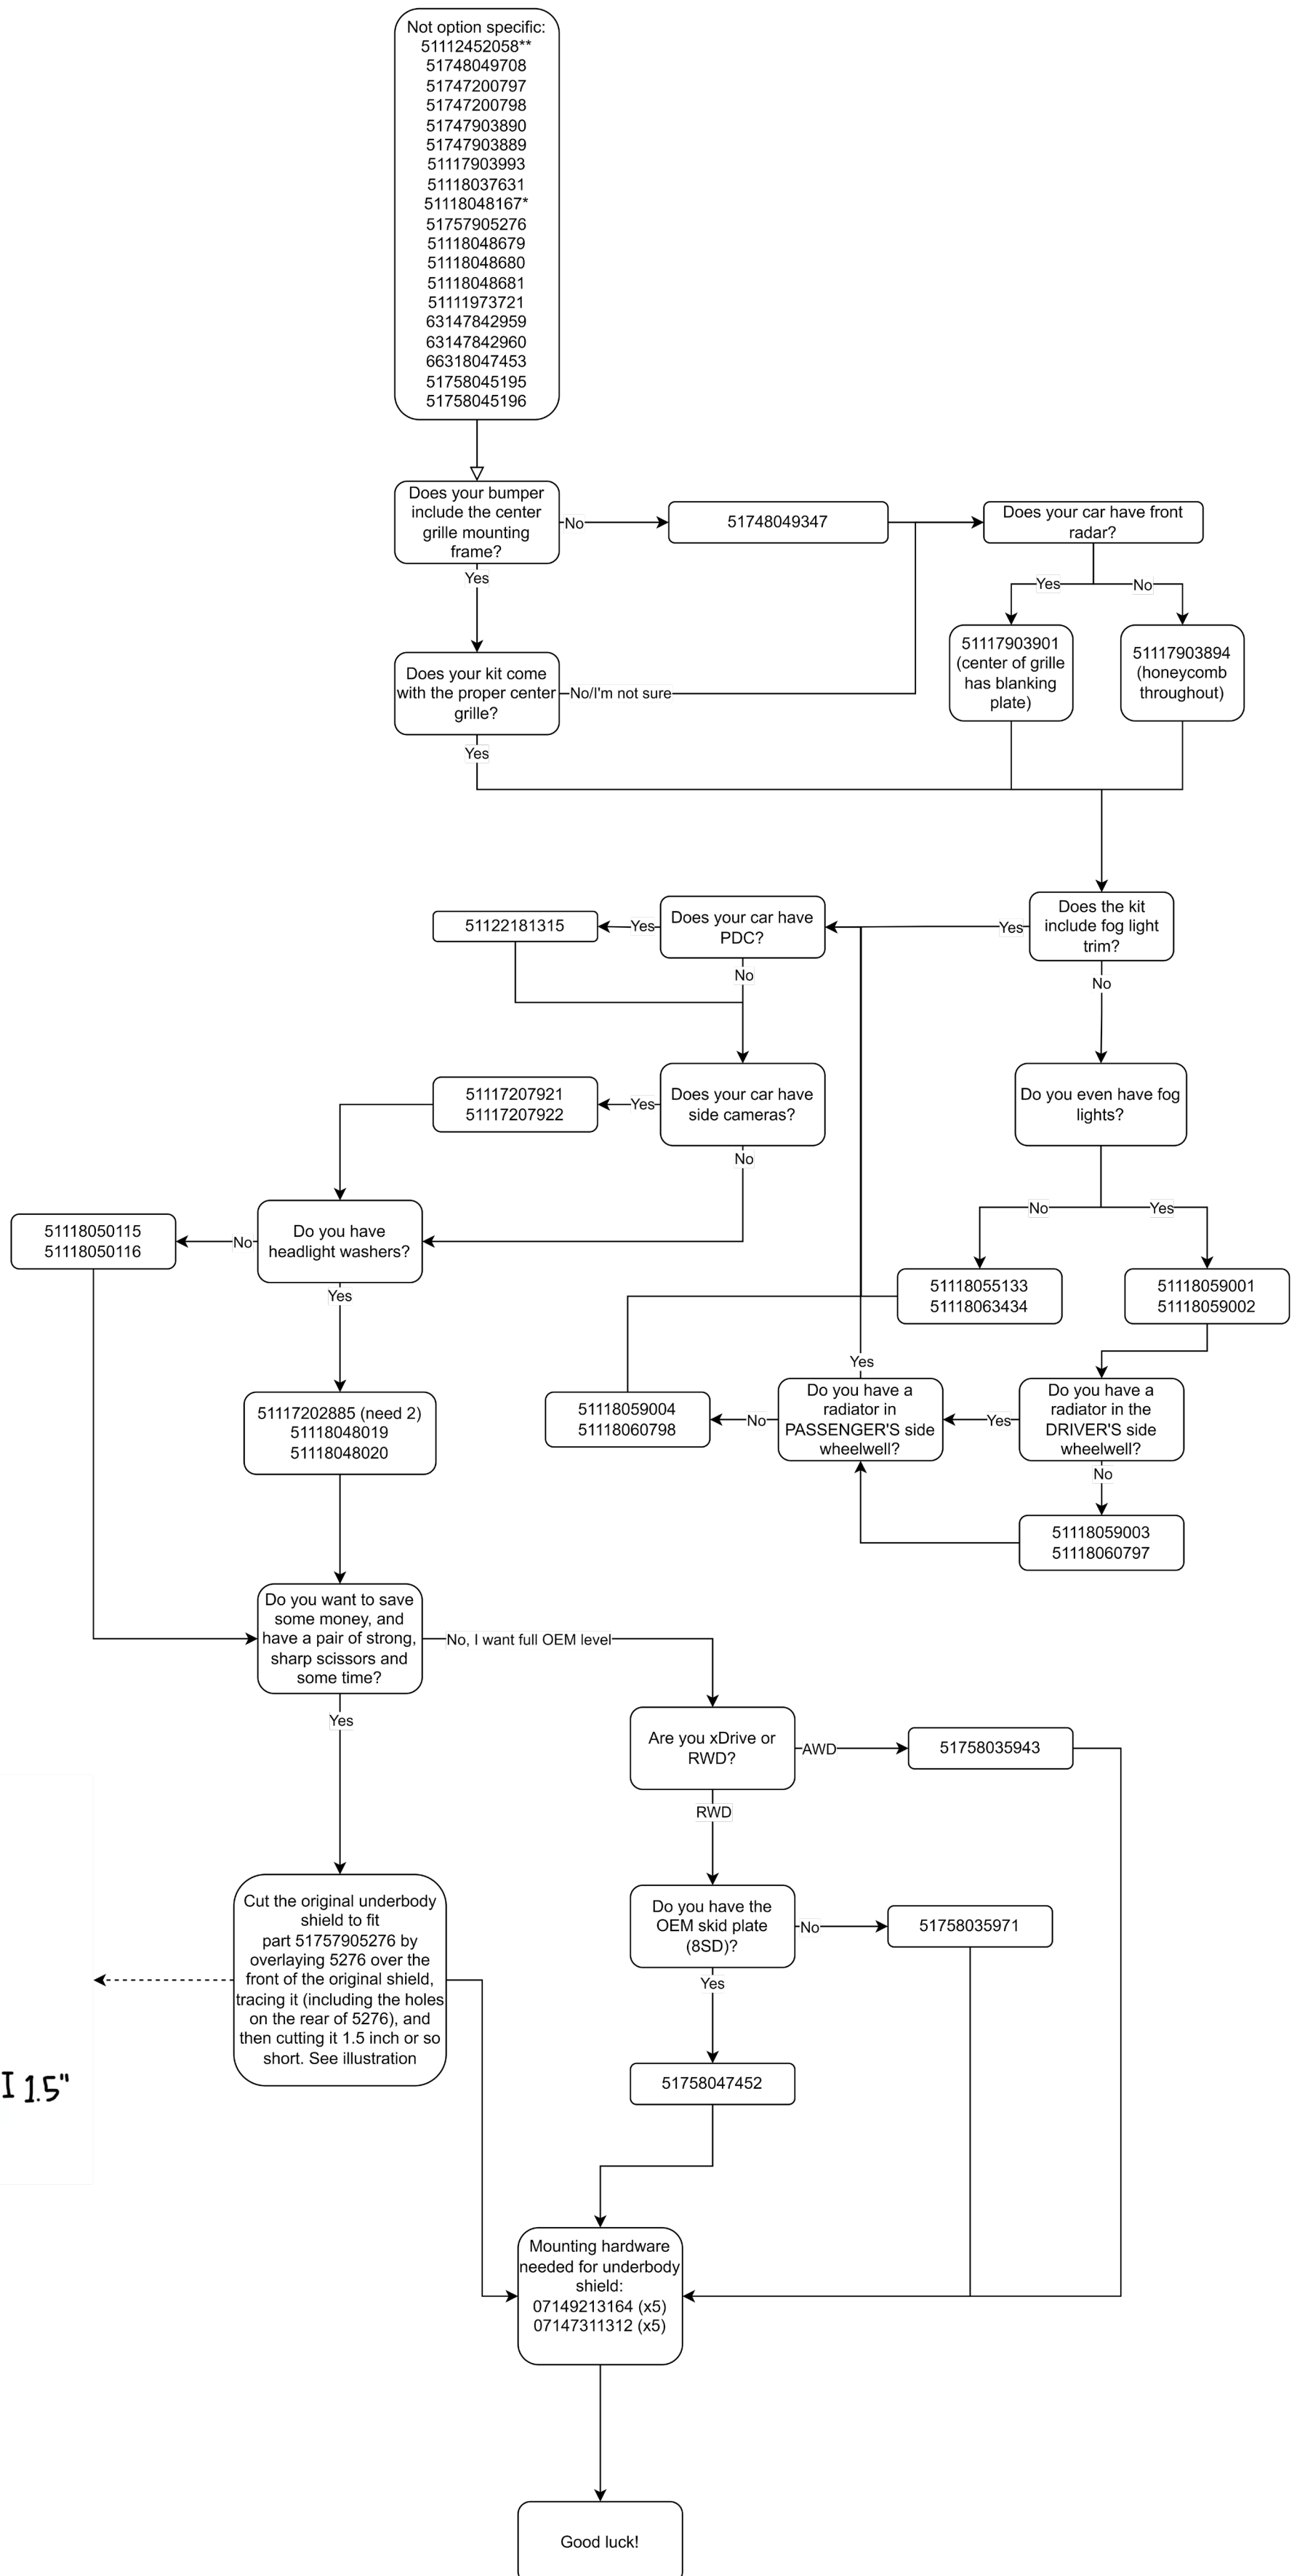 Not option specific:
51112452058**
51748049708
51747200797
51747200798
51747903890
51747903889
51117903993
51118037631
51118048167*
51757905276
51118048679
51118048680
51118048681
51111973721
63147842959
63147842960
66318047453
51758045195
51758045196
Does your bumper
include the center
grille mounting
frame?
No
51748049347
Does your car have front
radar?
Yes
Yes
No
51117903901
(center of grille
has blanking
plate)
51117903894
(honeycomb
throughout)
Does your kit come
with the proper center
grille?
No/I'm not sure
Yes
Does the kit
include fog light
trim?
Yes
No
Does your car have
PDC?
Yes
51122181315
No
Does your car have
side cameras?
Yes
51117207921
51117207922
No
Do you even have fog
lights?
No
Yes
51118055133
51118063434
51118059001
51118059002
Do you have
headlight washers?
No
51118050115
51118050116
Yes
Yes
Do you have a
radiator in
PASSENGER'S side
wheelwell?
No
51118059004
51118060798
Yes
Do you have a
radiator in the
DRIVER'S side
wheelwell?
No
51118059003
51118060797
51117202885 (need 2)
51118048019
51118048020
Do you want to save
some money, and
have a pair of strong,
sharp scissors and
some time?
No, I want full OEM level
Yes
Are you xDrive or
RWD?
AWD
51758035943
RWD
Do you have the
OEM skid plate
(8SD)?
No
51758035971
Yes
51758047452
Cut the original underbody
shield to fit
part 51757905276 by
overlaying 5276 over the
front of the original shield,
tracing it (including the holes
on the rear of 5276), and
then cutting it 1.5 inch or so
short. See illustration
I 1.5"
Mounting hardware
needed for underbody
shield:
07149213164 (x5)
07147311312 (x5)
Good luck!